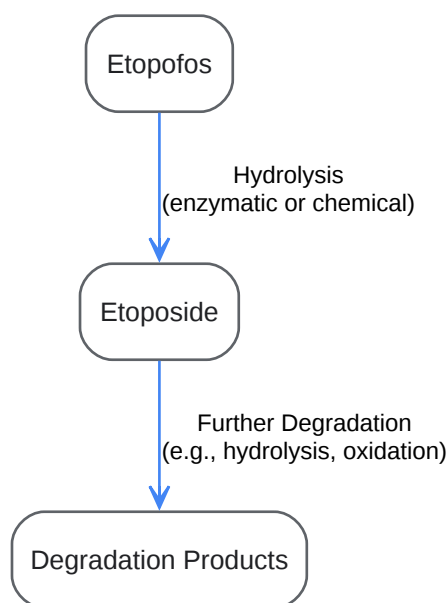 Etopofos
Hydrolysis
(enzymatic or chemical)
Etoposide
Further Degradation
(e.g., hydrolysis, oxidation)
Degradation Products